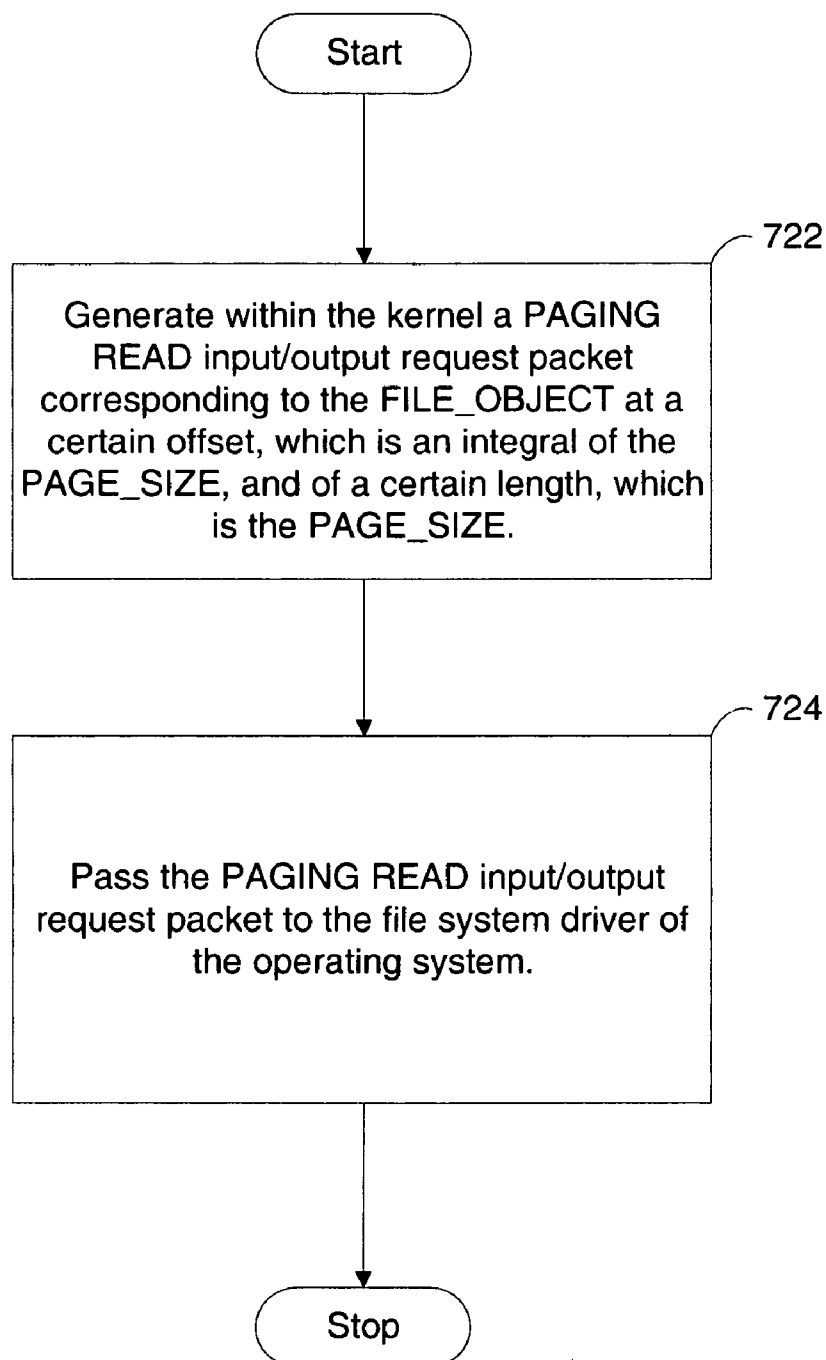 Start
722
Generate within the kernel a PAGING
READ input/output request packet
corresponding to the FILE_OBJECT at a
certain offset, which is an integral of the
PAGE_SIZE, and of a certain length, which
is the PAGE_SIZE.
724
Pass the PAGING READ input/output
request packet to the file system driver of
the operating system.
Stop